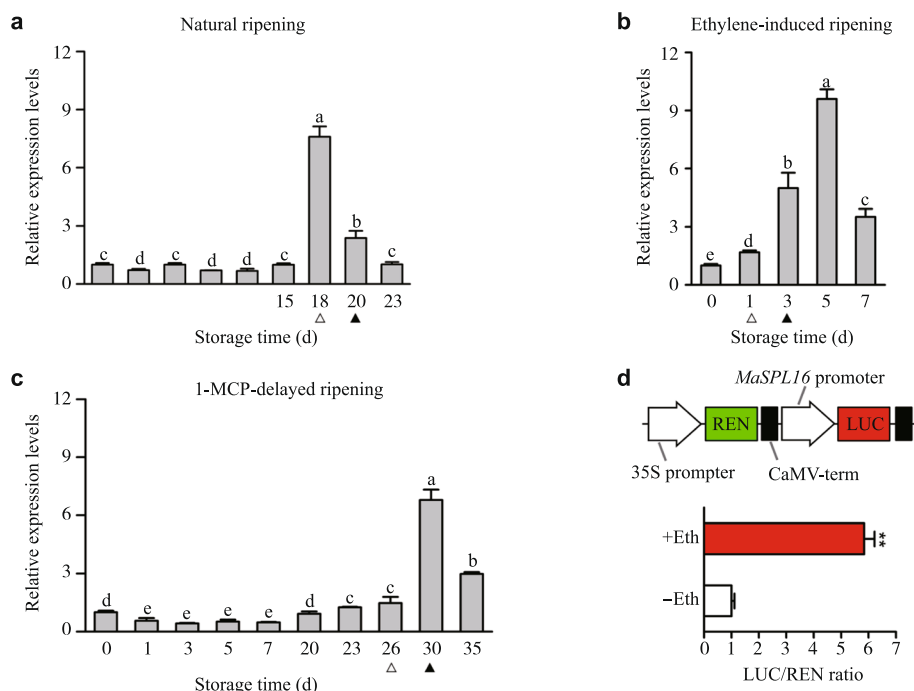 a
Natural ripening
Relative expression levels
12
9
6
3
0
c
d
c
d
d
c
a
b
c
15 18 20 23
△ ▲
Storage time (d)
b
Ethylene-induced ripening
Relative expression levels
12
9
6
3
0
e
d
b
a
c
0 1 3 5 7
△ ▲
Storage time (d)
c
1-MCP-delayed ripening
Relative expression levels
12
9
6
3
0
d
e
e
e
e
d
c
c
a
b
0 1 3 5 7 20 23 26 30 35
△ ▲
Storage time (d)
d
MaSPL16 promoter
REN
LUC
35S prompter
CaMV-term
+Eth
**
−Eth
0 1 2 3 4 5 6 7
LUC/REN ratio